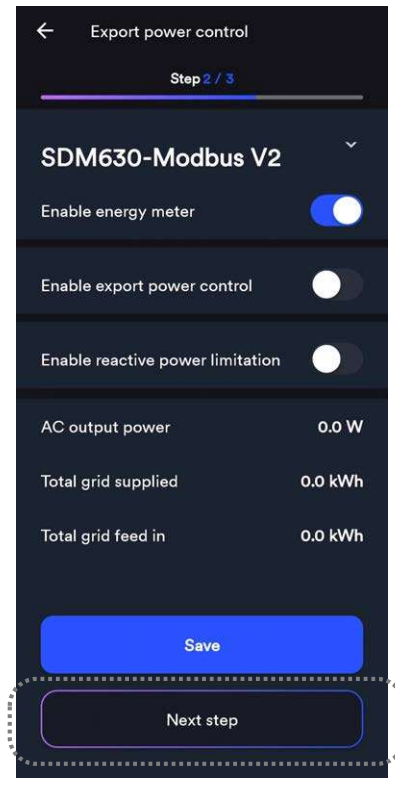 Export power control
Step 2 / 3
SDM630-Modbus V2
Enable energy meter
Enable export power control
Enable reactive power limitation
AC output power 0.0 W
Total grid supplied 0.0 kWh
Total grid feed in 0.0 kWh
Save
Next step